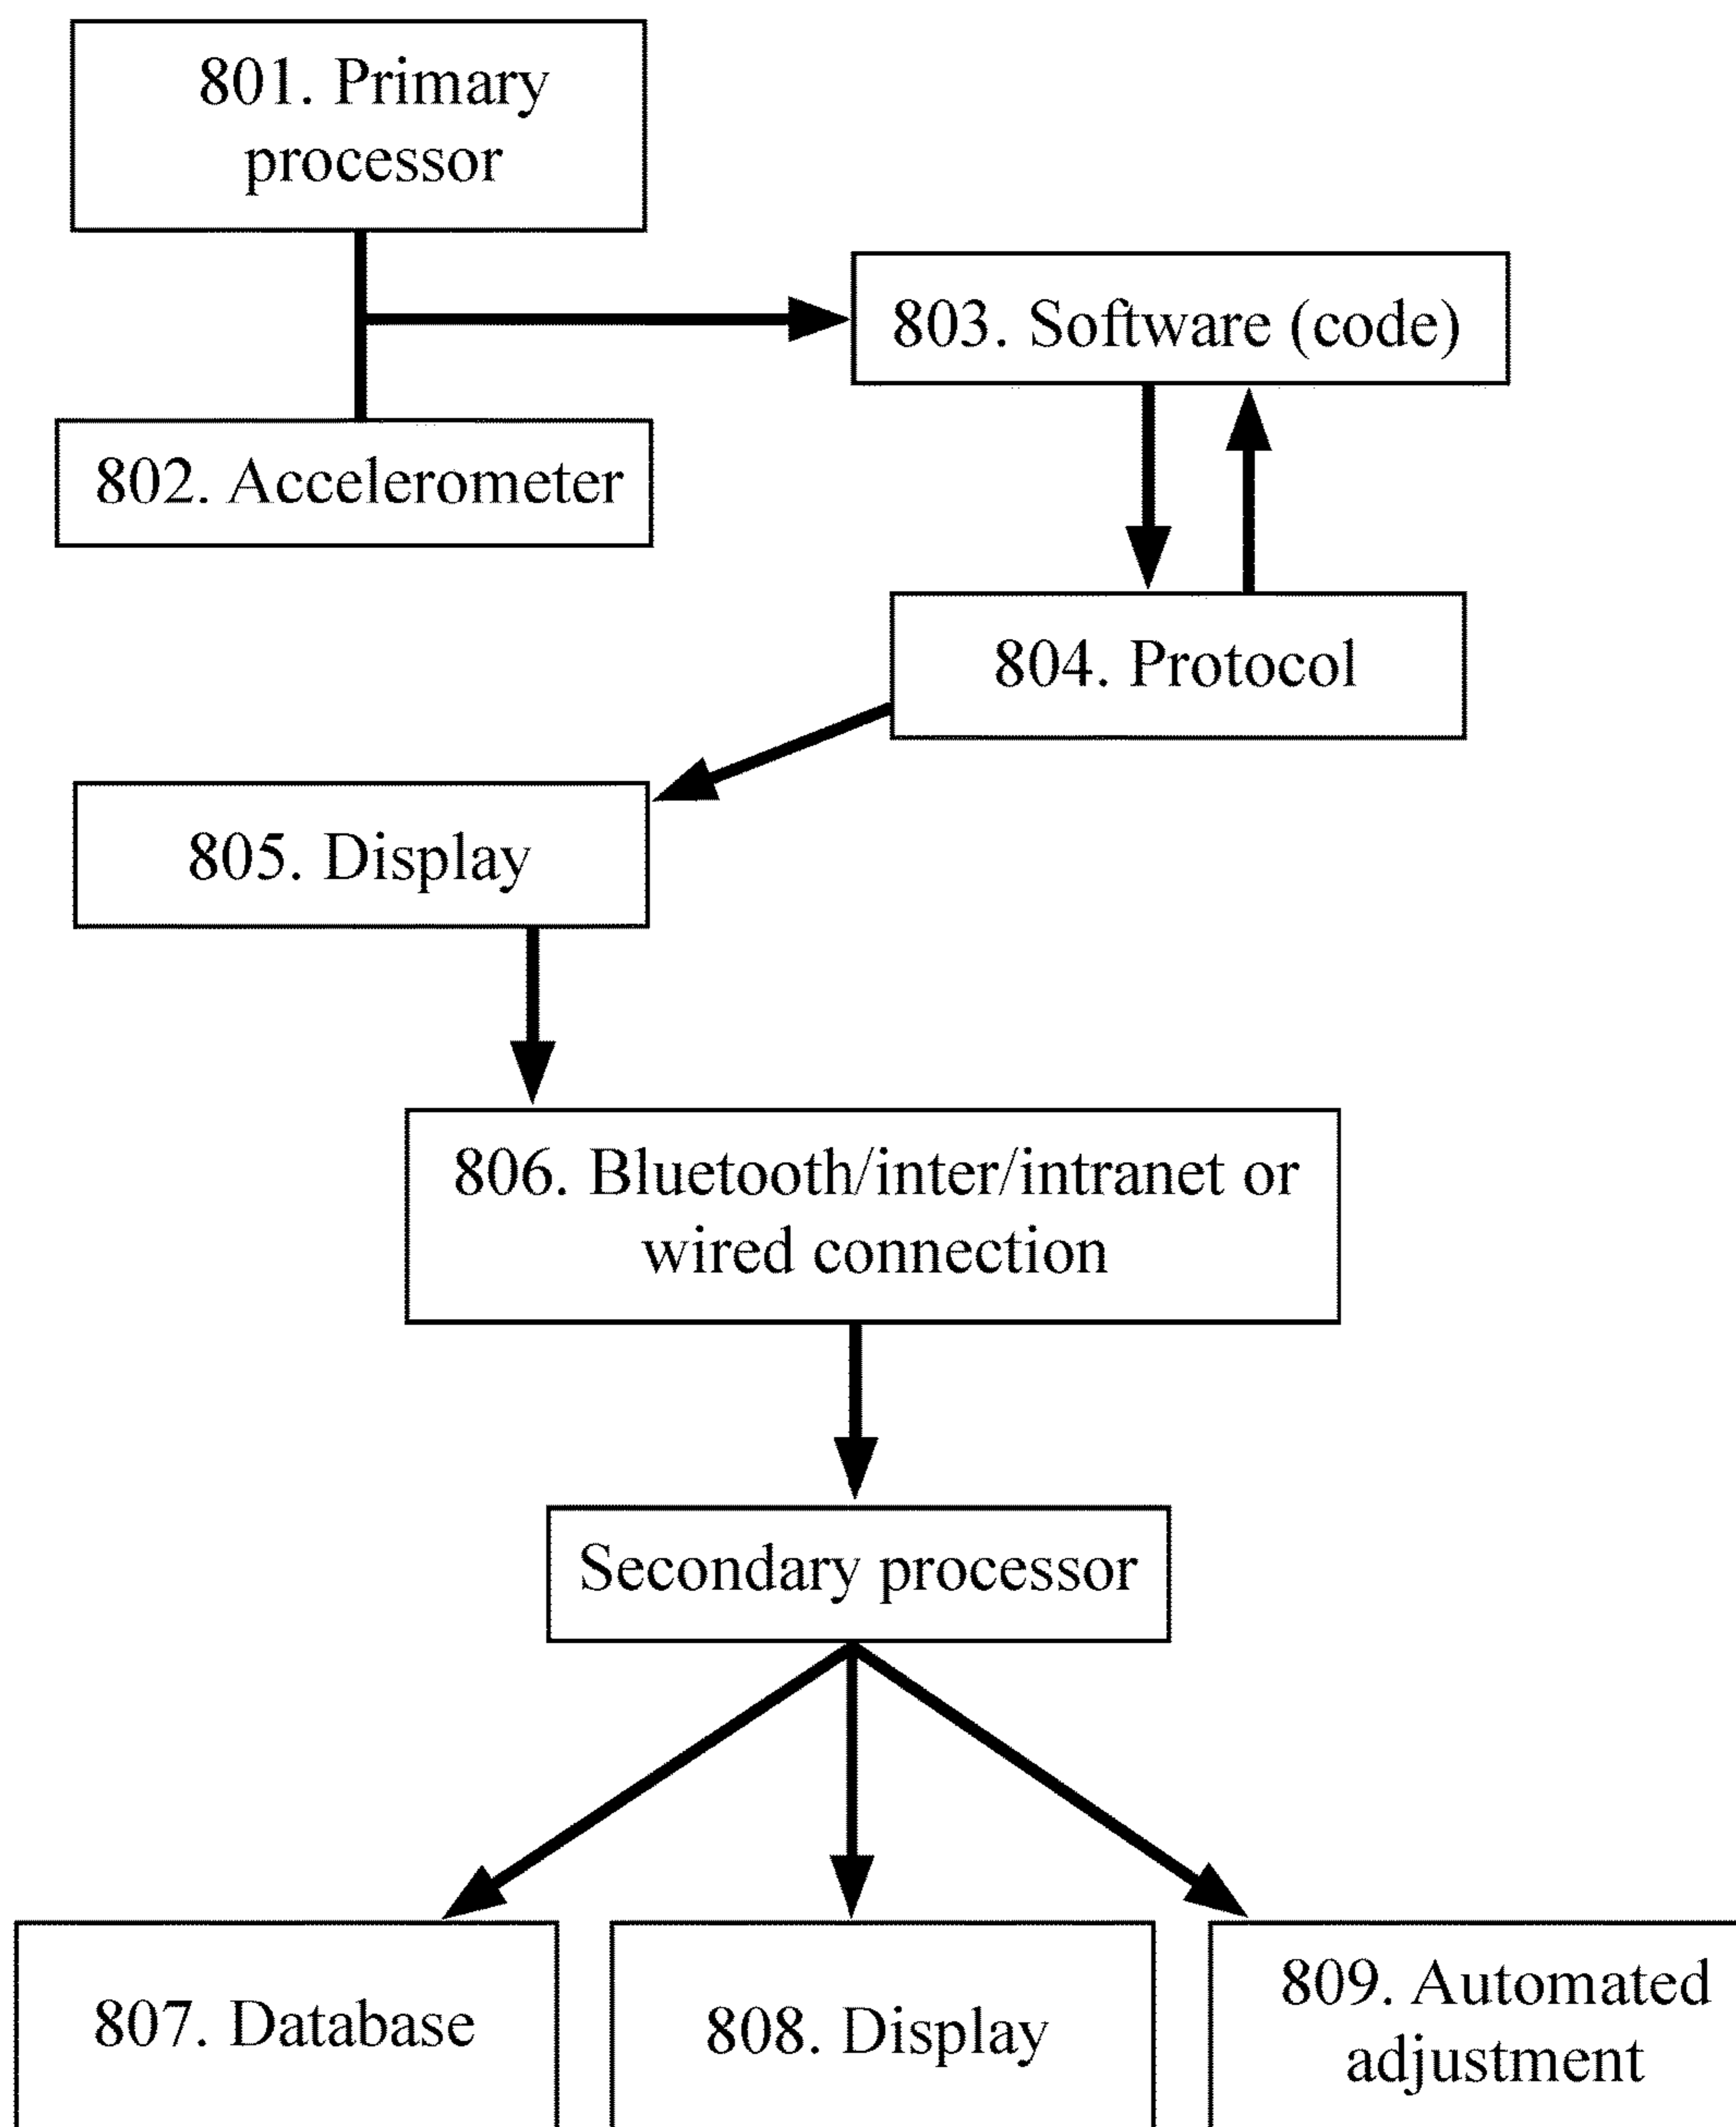 801. Primary
processor
803. Software (code)
802. Accelerometer
804. Protocol
805. Display
806. Bluetooth/inter/intranet or
wired connection
Secondary processor
807. Database
808. Display
809. Automated
adjustment